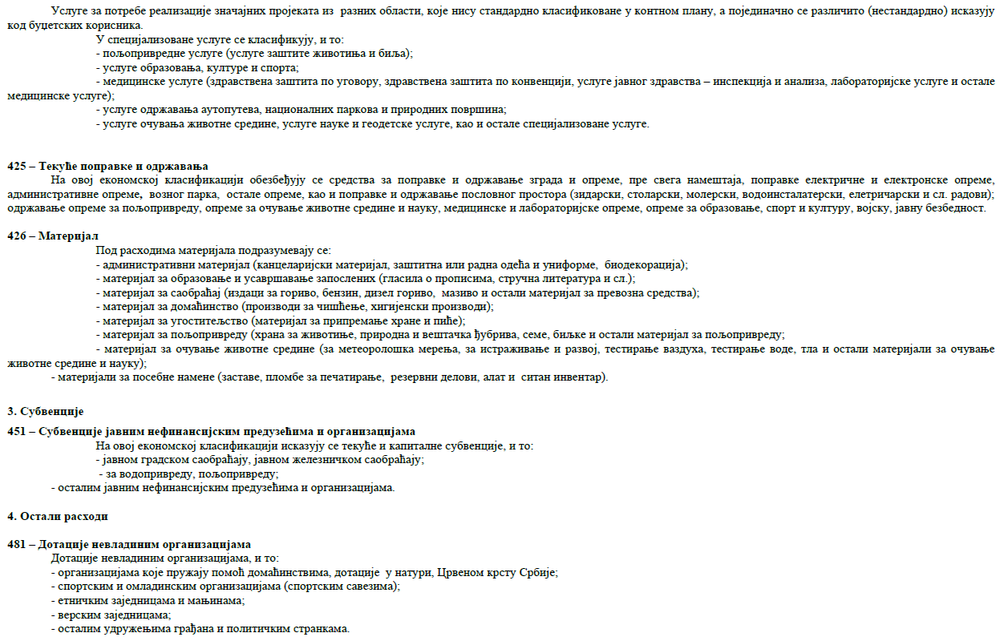 Услуге за потребе реализације значајних пројеката из разних области, које нису стандардно класификоване у контном плану, а појединачно се различито (нестандардно) исказују
код буџетских корисника.
У специјализоване услуге се класификују, и то:
- пољопривредне услуге (услуге заштите животиња и биља);
- услуге образовања, културе и спорта;
- медицинске услуге (здравствена заштита по уговору, здравствена заштита по конвенцији, услуге јавног здравства – инспекција и анализа, лабораторијске услуге и остале
медицинске услуге);
- услуге одржавања аутопутева, националних паркова и природних површина;
- услуге очувања животне средине, услуге науке и геодетске услуге, као и остале специјализоване услуге.
425 – Текуће поправке и одржавања
На овој економској класификацији обезбеђују се средства за поправке и одржавање зграда и опреме, пре свега намештаја, поправке електричне и електронске опреме,
административне опреме, возног парка, остале опреме, као и поправке и одржавање пословног простора (зидарски, столарски, молерски, водоинсталатерски, елетричарски и сл. радови);
одржавање опреме за пољопривреду, опреме за очување животне средине и науку, медицинске и лабораторијске опреме, опреме за образовање, спорт и културу, војску, јавну безбедност.
426 – Материјал
Под расходима материјала подразумевају се:
- административни материјал (канцеларијски материјал, заштитна или радна одећа и униформе, биодекорација);
- материјал за образовање и усавршавање запослених (гласила о прописима, стручна литература и сл.);
- материјал за саобраћај (издаци за гориво, бензин, дизел гориво, мазиво и остали материјал за превозна средства);
- материјал за домаћинство (производи за чишћење, хигијенски производи);
- материјал за угоститељство (материјал за припремање хране и пиће);
- материјал за пољопривреду (храна за животиње, природна и вештачка ђубрива, семе, биљке и остали материјал за пољопривреду;
- материјал за очување животне средине (за метеоролошка мерења, за истраживање и развој, тестирање ваздуха, тестирање воде, тла и остали материјали за очување
животне средине и науку);
- материјали за посебне намене (заставе, пломбе за печатирање, резервни делови, алат и ситан инвентар).
3. Субвенције
451 – Субвенције јавним нефинансијским предузећима и организацијама
На овој економској класификацији исказују се текуће и капиталне субвенције, и то:
- јавном градском саобраћају, јавном железничком саобраћају;
- за водопривреду, пољопривреду;
- осталим јавним нефинансијским предузећима и организацијама.
4. Остали расходи
481 – Дотације невладиним организацијама
Дотације невладиним организацијама, и то:
- организацијама које пружају помоћ домаћинствима, дотације у натури, Црвеном крсту Србије;
- спортским и омладинским организацијама (спортским савезима);
- етничким заједницама и мањинама;
- верским заједницама;
- осталим удружењима грађана и политичким странкама.